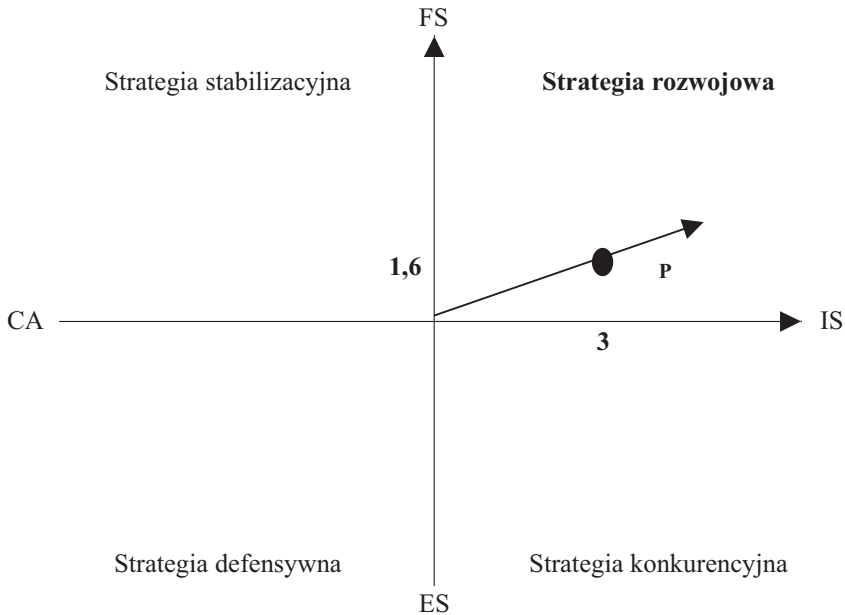 FS
Strategia stabilizacyjna
Strategia rozwojowa
1,6
P
CA
IS
3
Strategia defensywna
Strategia konkurencyjna
ES